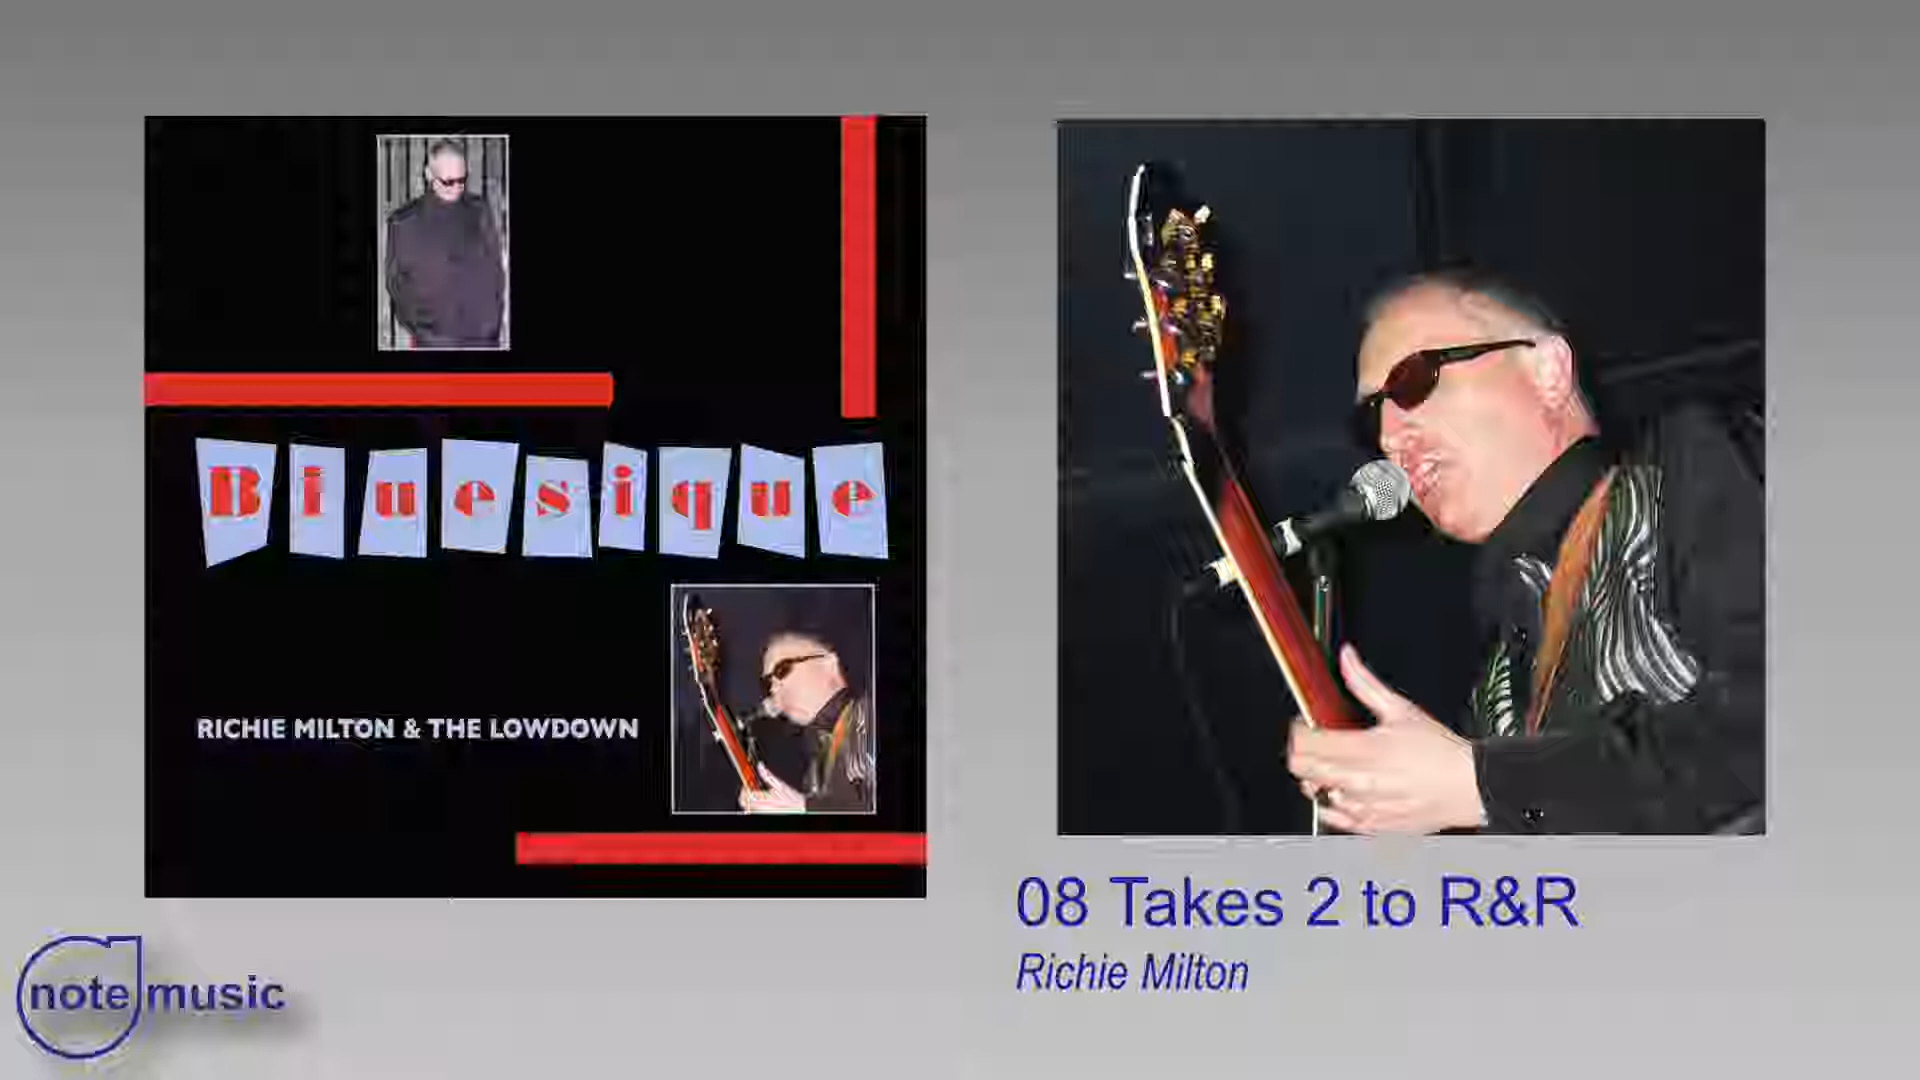 Bluesique
RICHIE MILTON & THE LOWDOWN
08 Takes 2 to R&R
Richie Milton
note music